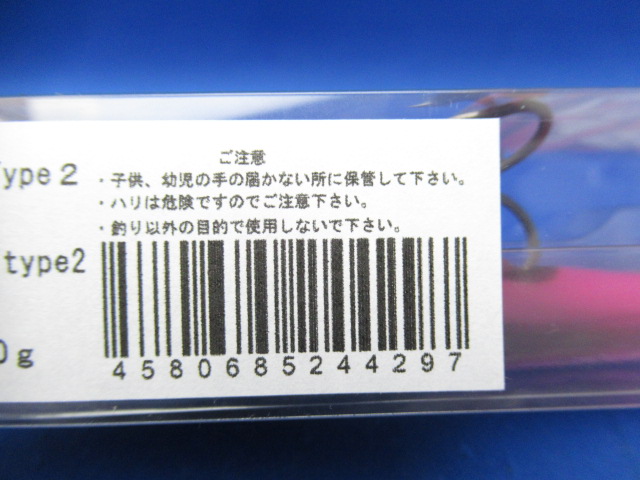 ご注意
Type2
・子供、幼児の手の届かない所に保管して下さい。
・ハリは危険ですのでご注意下さい。
・釣り以外の目的で使用しないで下さい。
type2
0g
4580685244297